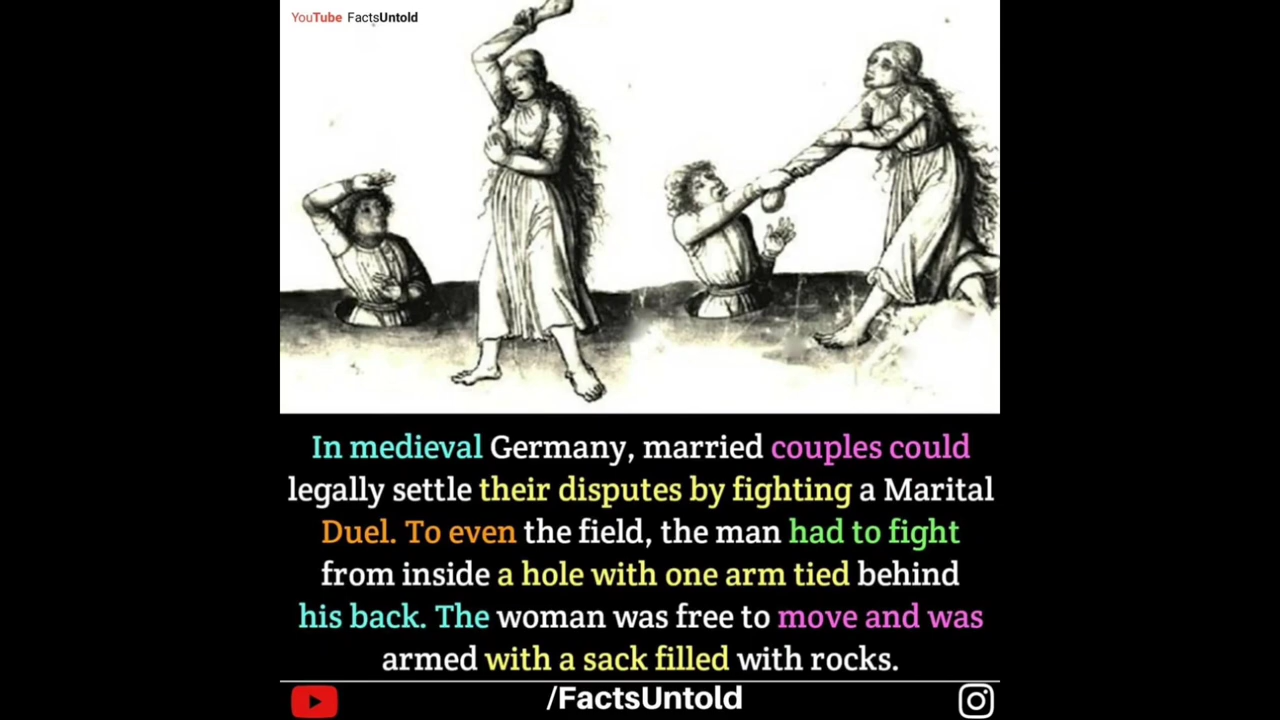 YouTube FactsUntold
In medieval Germany, married couples could
legally settle their disputes by fighting a Marital
Duel. To even the field, the man had to fight
from inside a hole with one arm tied behind
his back. The woman was free to move and was
armed with a sack filled with rocks.
/FactsUntold